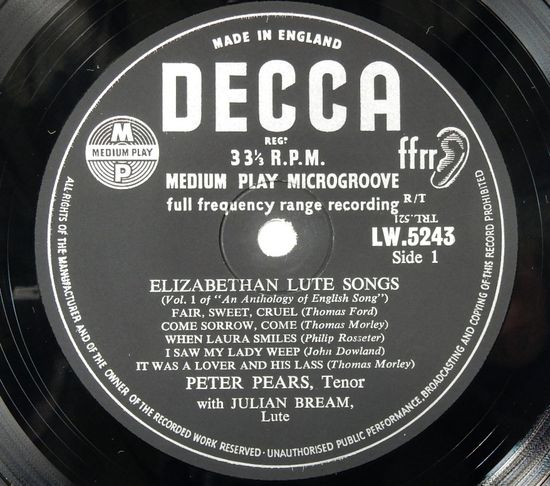 MADE IN ENGLAND
DECCA
REGD
33⅓ R.P.M.
M
MEDIUM PLAY
P
ffrr
MEDIUM PLAY MICROGROOVE
full frequency range recording
R/T
TRL.521
LW.5243
Side 1
ELIZABETHAN LUTE SONGS
(Vol. 1 of "An Anthology of English Song")
FAIR, SWEET, CRUEL (Thomas Ford)
COME SORROW, COME (Thomas Morley)
WHEN LAURA SMILES (Philip Rosseter)
I SAW MY LADY WEEP (John Dowland)
IT WAS A LOVER AND HIS LASS (Thomas Morley)
PETER PEARS, Tenor
with JULIAN BREAM,
Lute
ALL RIGHTS OF THE MANUFACTURER AND OF THE OWNER OF THE RECORDED WORK RESERVED · UNAUTHORISED PUBLIC PERFORMANCE, BROADCASTING AND COPYING OF THIS RECORD PROHIBITED